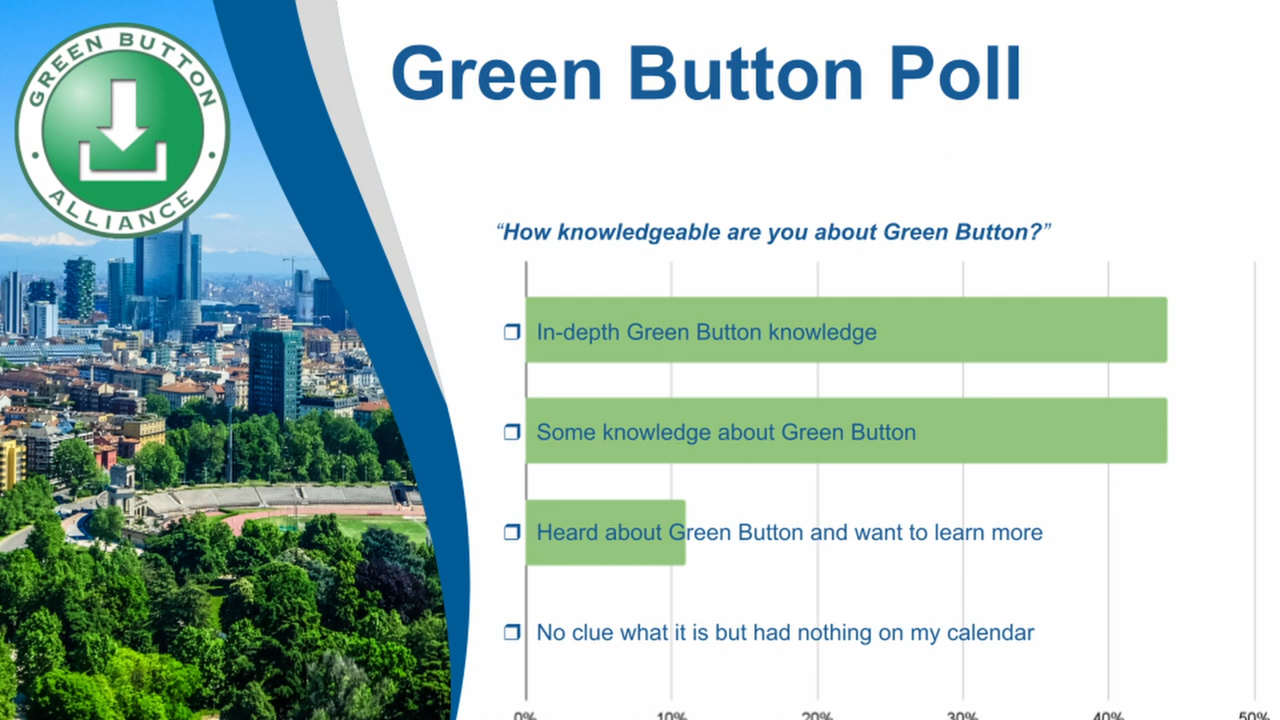 GREEN BUTTON
ALLIANCE
Green Button Poll
“How knowledgeable are you about Green Button?”
In-depth Green Button knowledge
Some knowledge about Green Button
Heard about Green Button and want to learn more
No clue what it is but had nothing on my calendar
0% 10% 20% 30% 40% 50%